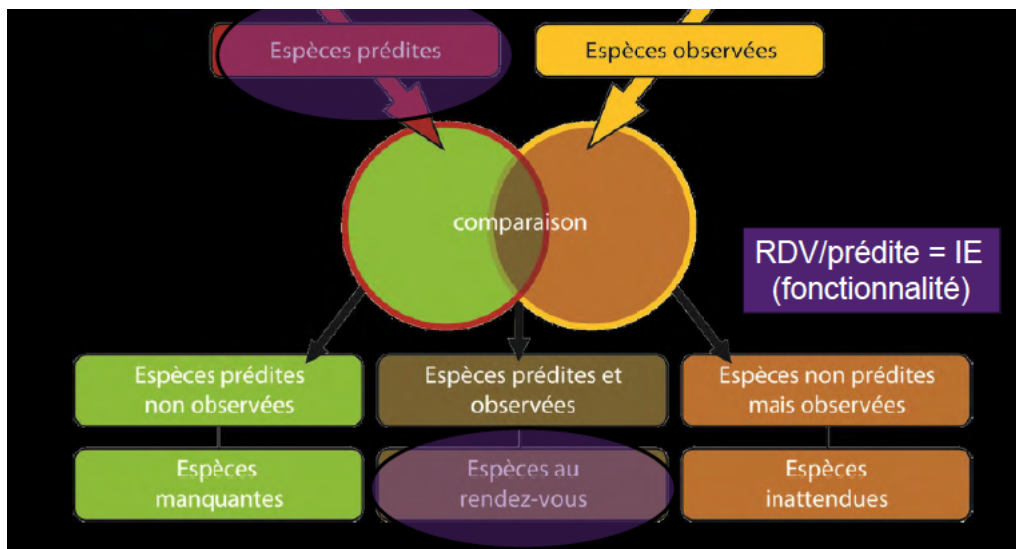 Espèces prédites
Espèces observées
comparaison
RDV/prédite = IE
(fonctionnalité)
Espèces prédites
non observées
Espèces prédites et
observées
Espèces non prédites
mais observées
Espèces
manquantes
Espèces au
rendez-vous
Espèces
inattendues